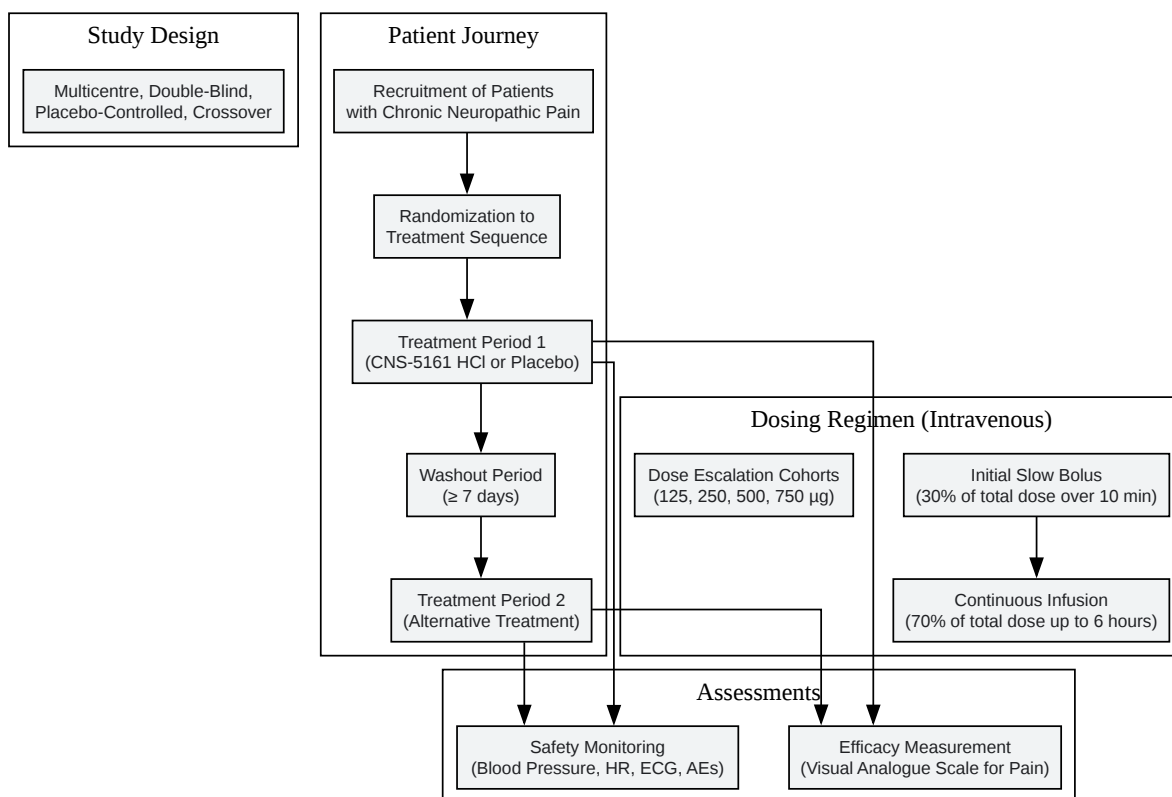 Study Design
Multicentre, Double-Blind,
Placebo-Controlled, Crossover
Patient Journey
Recruitment of Patients
with Chronic Neuropathic Pain
Randomization to
Treatment Sequence
Treatment Period 1
(CNS-5161 HCl or Placebo)
Washout Period
(≥ 7 days)
Treatment Period 2
(Alternative Treatment)
Dosing Regimen (Intravenous)
Dose Escalation Cohorts
(125, 250, 500, 750 µg)
Initial Slow Bolus
(30% of total dose over 10 min)
Continuous Infusion
(70% of total dose up to 6 hours)
Assessments
Safety Monitoring
(Blood Pressure, HR, ECG, AEs)
Efficacy Measurement
(Visual Analogue Scale for Pain)